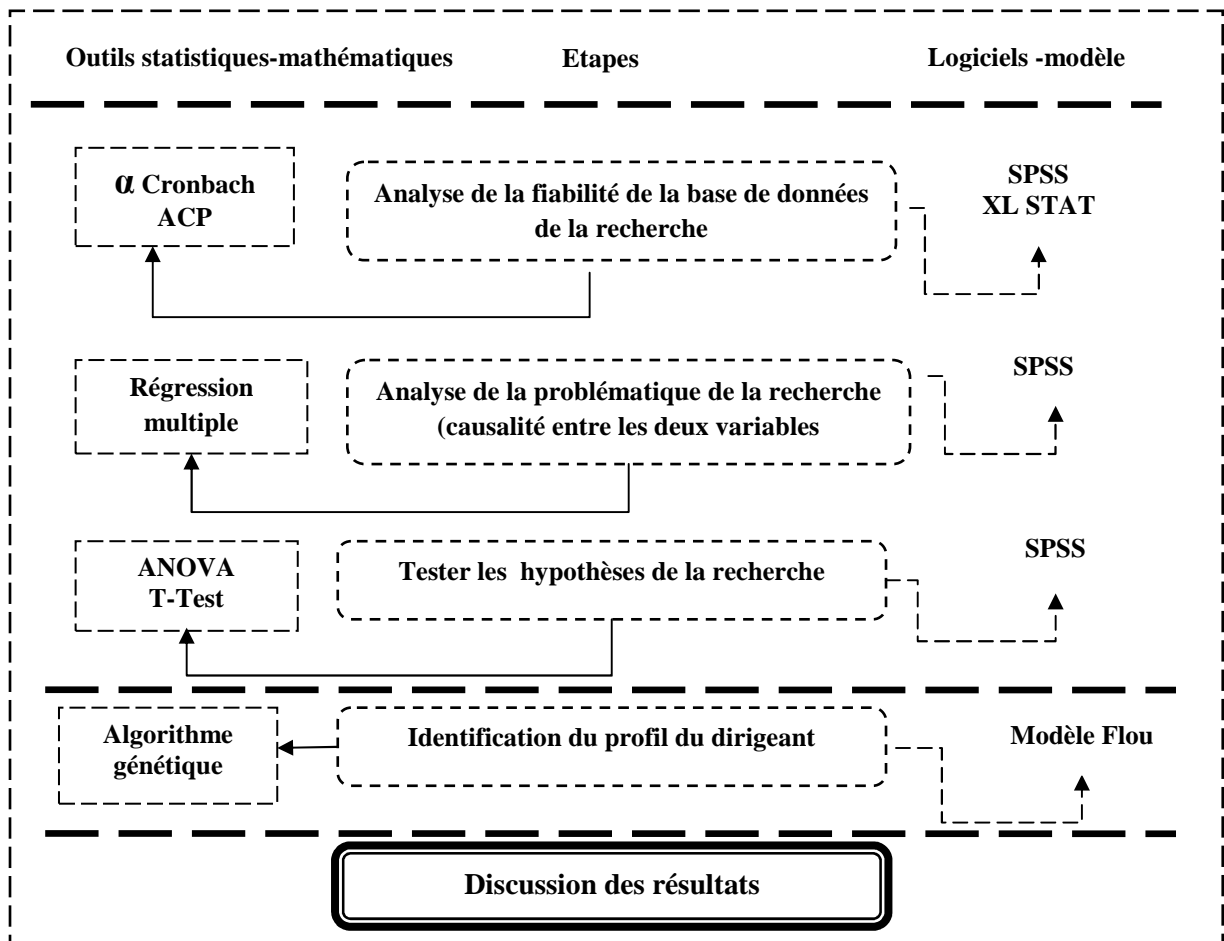 Outils statistiques-mathématiques
Etapes
Logiciels -modèle
α Cronbach
ACP
Analyse de la fiabilité de la base de données
de la recherche
SPSS
XL STAT
Régression
multiple
Analyse de la problématique de la recherche
(causalité entre les deux variables
SPSS
ANOVA
T-Test
Tester les hypothèses de la recherche
SPSS
Algorithme
génétique
Identification du profil du dirigeant
Modèle Flou
Discussion des résultats